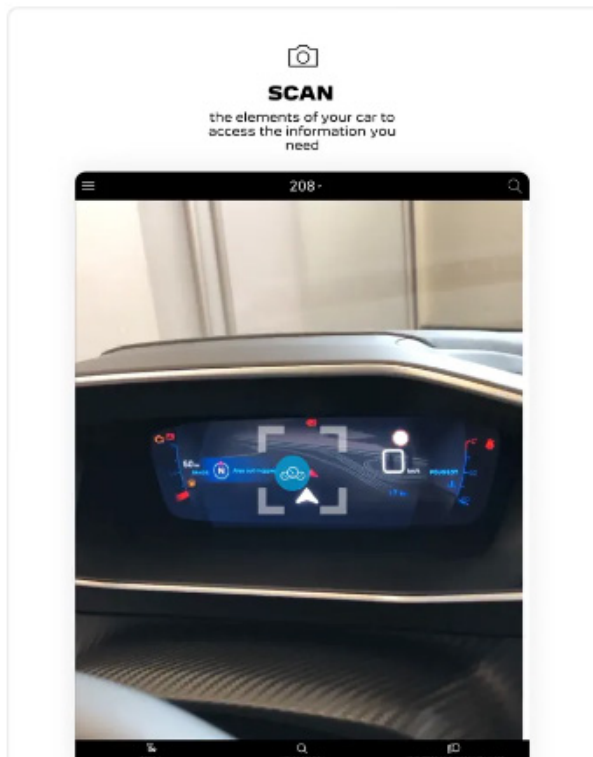 SCAN
the elements of your car to
access the information you
need
208
N